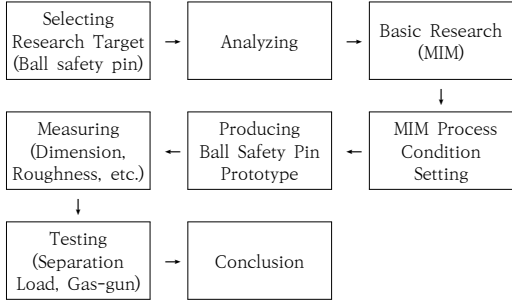 Selecting
Research Target
(Ball safety pin)
Analyzing
Basic Research
(MIM)
MIM Process
Condition
Setting
Producing
Ball Safety Pin
Prototype
Measuring
(Dimension,
Roughness, etc.)
Testing
(Separation
Load, Gas-gun)
Conclusion